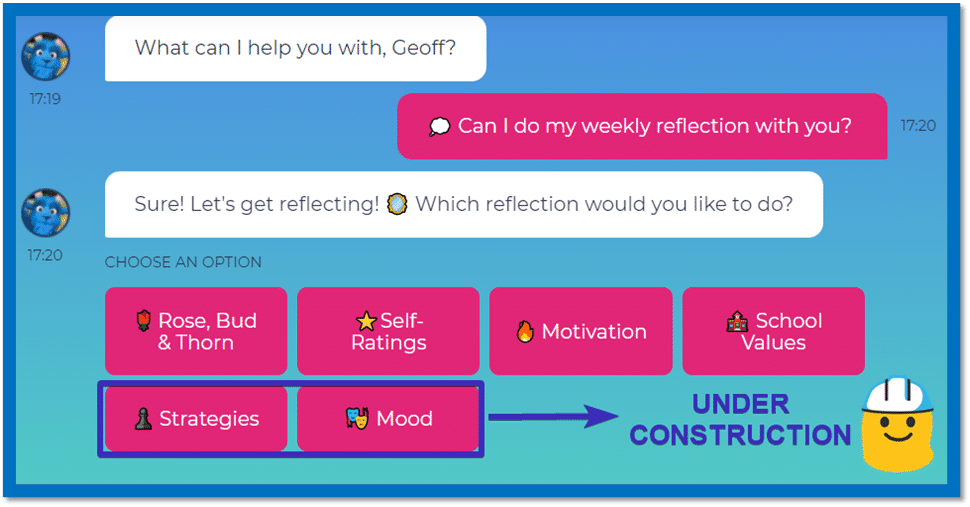 What can I help you with, Geoff?
17:19
💭 Can I do my weekly reflection with you?
17:20
Sure! Let's get reflecting! 🪞 Which reflection would you like to do?
17:20
CHOOSE AN OPTION
🌹 Rose, Bud
& Thorn
⭐ Self-
Ratings
🔥 Motivation
🏫 School
Values
♟️ Strategies
🎭 Mood
UNDER
CONSTRUCTION